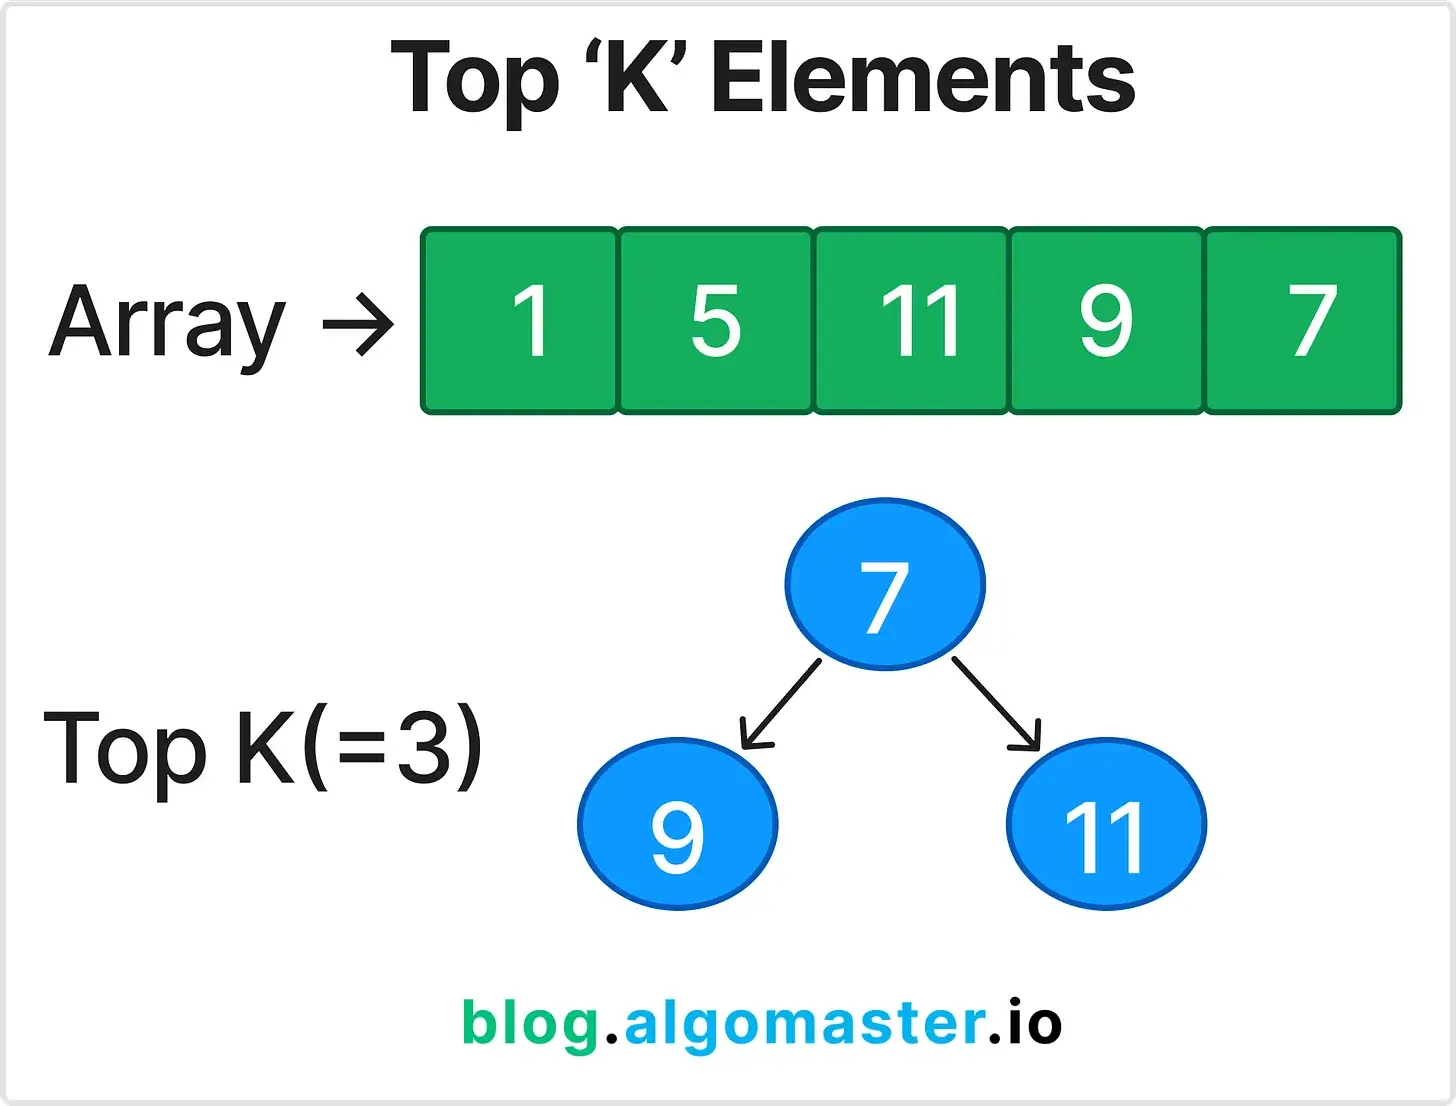 Top ‘K’ Elements
Array → 1 5 11 9 7
7
Top K(=3)
9 11
blog.algomaster.io